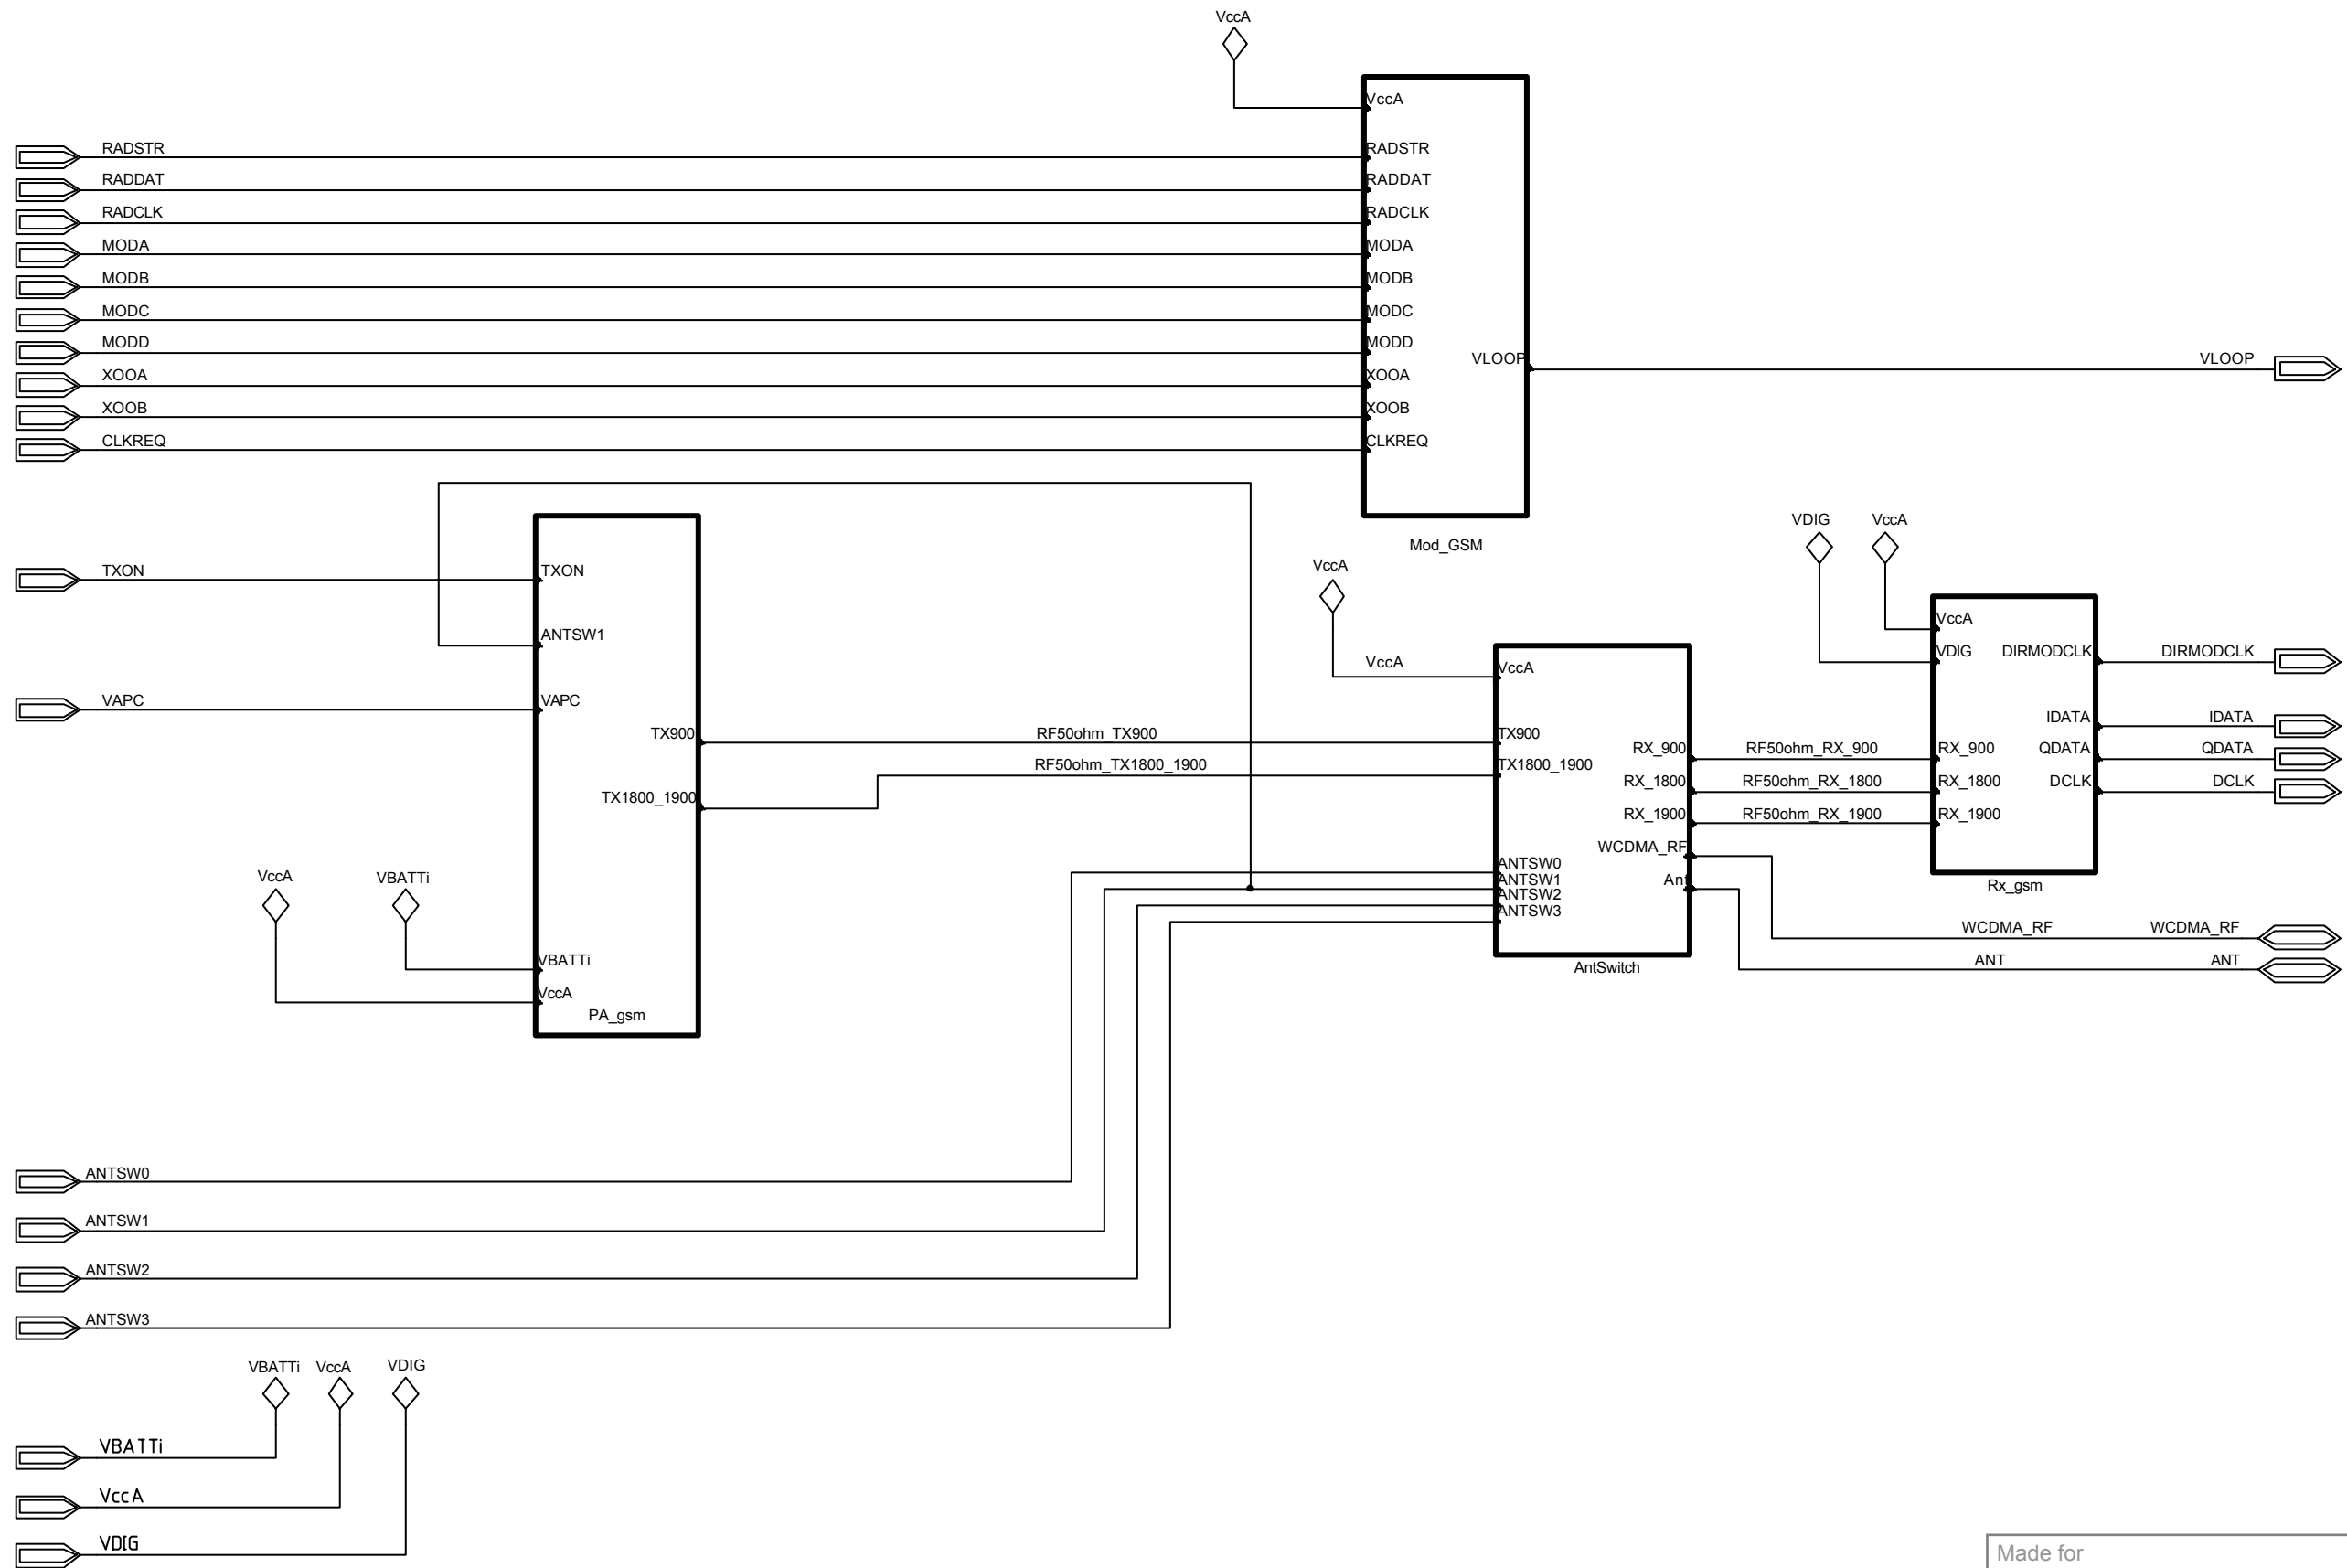 VccA
VccA
RADSTR RADSTR
RADDAT RADDAT
RADCLK RADCLK
MODA MODA
MODB MODB
MODC MODC
MODD MODD
VLOOP VLOOP
XOOA XOOA
XOOB XOOB
CLKREQ CLKREQ
Mod_GSM
VDIG VccA
TXON TXON
VccA
VccA
ANTSW1
VccA VccA
VDIG DIRMODCLK DIRMODCLK
VAPC VAPC
IDATA IDATA
TX900 RF50ohm_TX900 TX900
RX_900 RF50ohm_RX_900 RX_900 QDATA QDATA
RF50ohm_TX1800_1900 TX1800_1900
RX_1800 RF50ohm_RX_1800 RX_1800 DCLK DCLK
TX1800_1900
RX_1900 RF50ohm_RX_1900 RX_1900
WCDMA_RF
ANTSW0
VccA VBATTi
ANTSW1 Ant
Rx_gsm
ANTSW2
ANTSW3
WCDMA_RF WCDMA_RF
VBATTi
AntSwitch
ANT ANT
VccA
PA_gsm
ANTSW0
ANTSW1
ANTSW2
ANTSW3
VBATTi VccA VDIG
VBATTi
VccA
VDIG
Made for